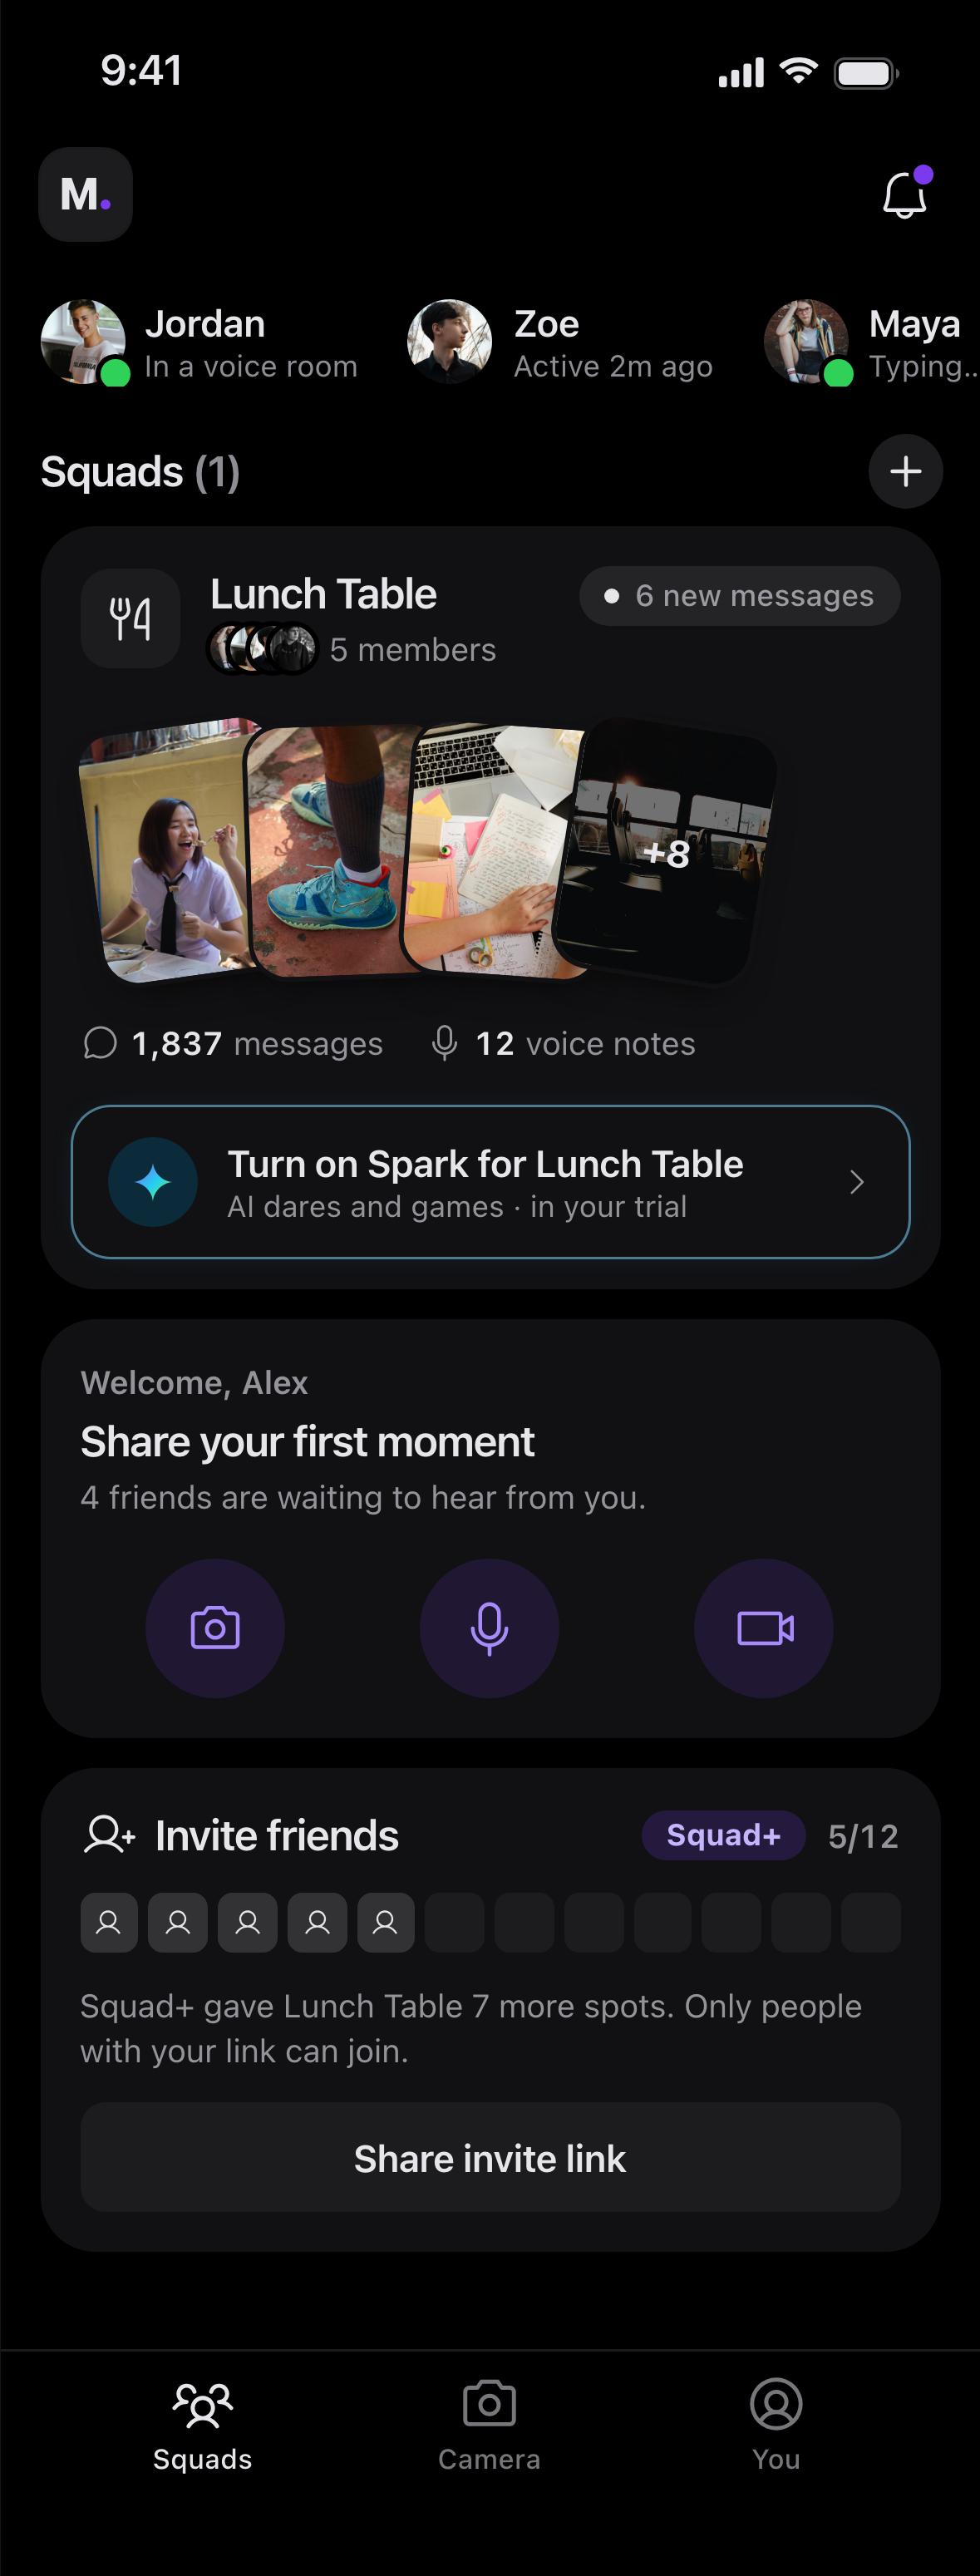 9:41
M.
Jordan
In a voice room
Zoe
Active 2m ago
Maya
Typing..
Squads (1)
Lunch Table
6 new messages
5 members
+8
1,837 messages
12 voice notes
Turn on Spark for Lunch Table
AI dares and games · in your trial
Welcome, Alex
Share your first moment
4 friends are waiting to hear from you.
Invite friends
Squad+
5/12
Squad+ gave Lunch Table 7 more spots. Only people
with your link can join.
Share invite link
Squads
Camera
You